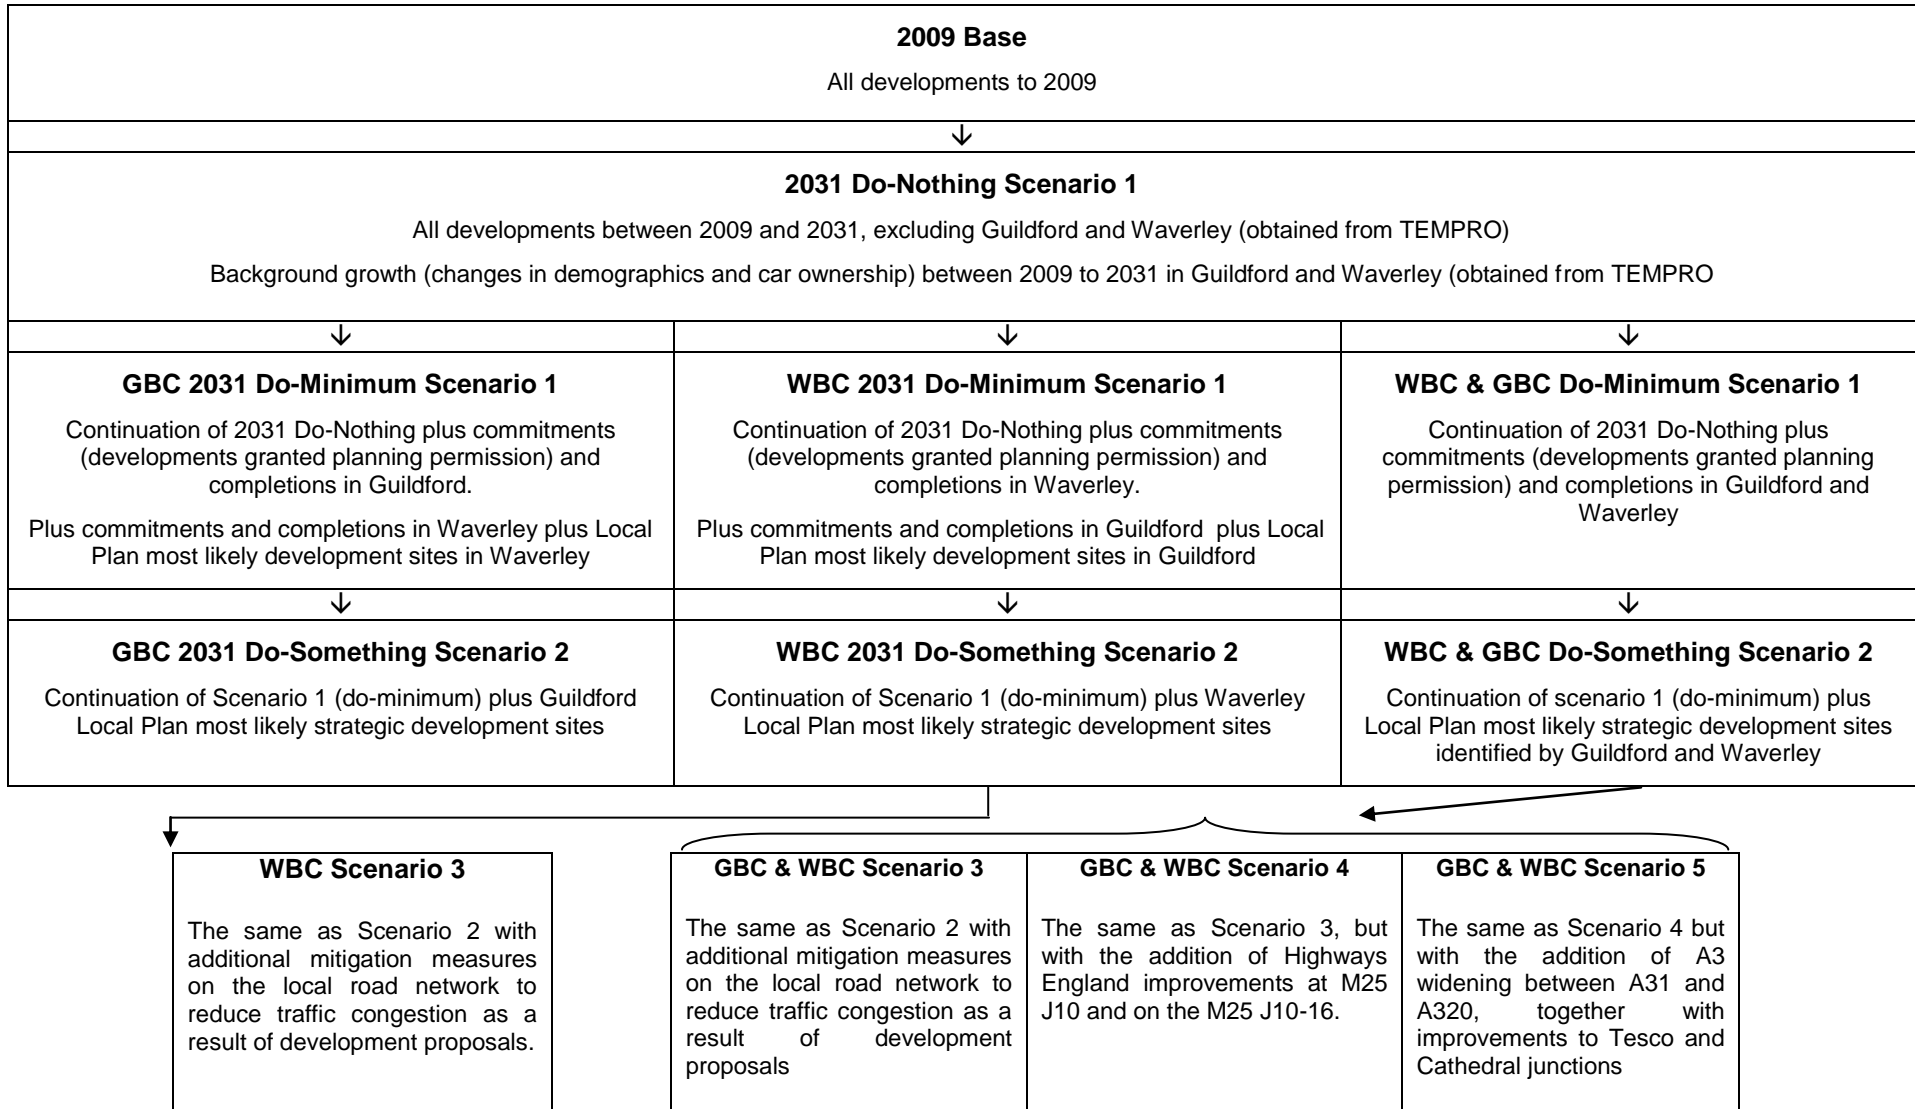 2009 Base
All developments to 2009
↓
2031 Do-Nothing Scenario 1
All developments between 2009 and 2031, excluding Guildford and Waverley (obtained from TEMPRO)
Background growth (changes in demographics and car ownership) between 2009 to 2031 in Guildford and Waverley (obtained from TEMPRO
↓ ↓ ↓
GBC 2031 Do-Minimum Scenario 1
Continuation of 2031 Do-Nothing plus commitments
(developments granted planning permission) and
completions in Guildford.
Plus commitments and completions in Waverley plus Local
Plan most likely development sites in Waverley
WBC 2031 Do-Minimum Scenario 1
Continuation of 2031 Do-Nothing plus commitments
(developments granted planning permission) and
completions in Waverley.
Plus commitments and completions in Guildford plus Local
Plan most likely development sites in Guildford
WBC & GBC Do-Minimum Scenario 1
Continuation of 2031 Do-Nothing plus
commitments (developments granted planning
permission) and completions in Guildford and
Waverley
↓ ↓ ↓
GBC 2031 Do-Something Scenario 2
Continuation of Scenario 1 (do-minimum) plus Guildford
Local Plan most likely strategic development sites
WBC 2031 Do-Something Scenario 2
Continuation of Scenario 1 (do-minimum) plus Waverley
Local Plan most likely strategic development sites
WBC & GBC Do-Something Scenario 2
Continuation of scenario 1 (do-minimum) plus
Local Plan most likely strategic development sites
identified by Guildford and Waverley
WBC Scenario 3
The same as Scenario 2 with
additional mitigation measures
on the local road network to
reduce traffic congestion as a
result of development proposals.
GBC & WBC Scenario 3
The same as Scenario 2 with
additional mitigation measures
on the local road network to
reduce traffic congestion as a
result of development
proposals
GBC & WBC Scenario 4
The same as Scenario 3, but
with the addition of Highways
England improvements at M25
J10 and on the M25 J10-16.
GBC & WBC Scenario 5
The same as Scenario 4 but
with the addition of A3
widening between A31 and
A320, together with
improvements to Tesco and
Cathedral junctions